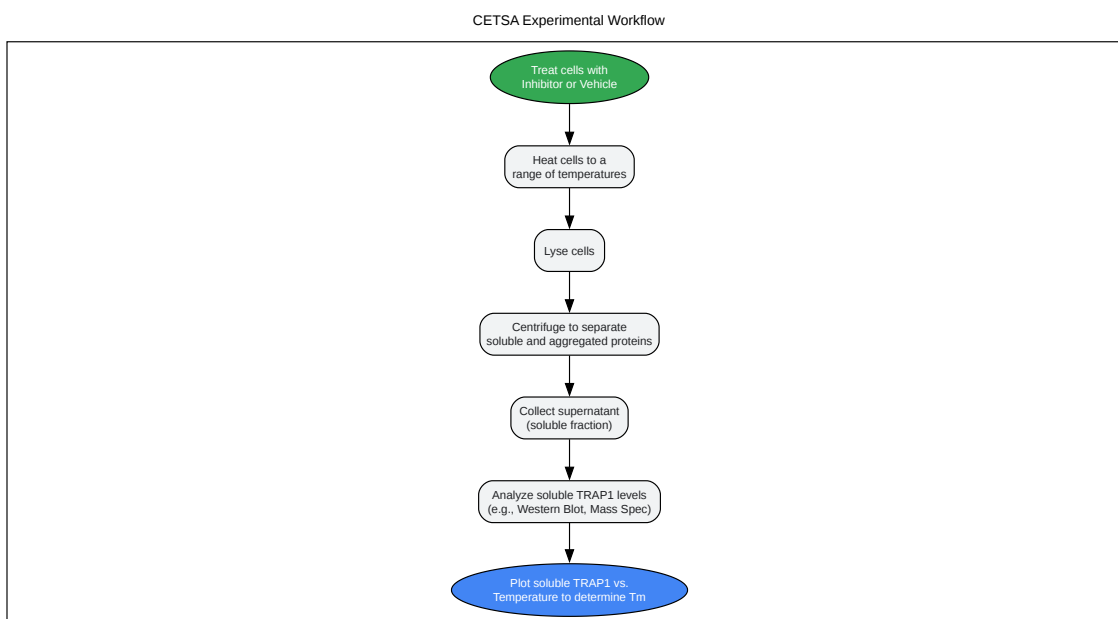 CETSA Experimental Workflow
Treat cells with
Inhibitor or Vehicle
Heat cells to a
range of temperatures
Lyse cells
Centrifuge to separate
soluble and aggregated proteins
Collect supernatant
(soluble fraction)
Analyze soluble TRAP1 levels
(e.g., Western Blot, Mass Spec)
Plot soluble TRAP1 vs.
Temperature to determine Tm